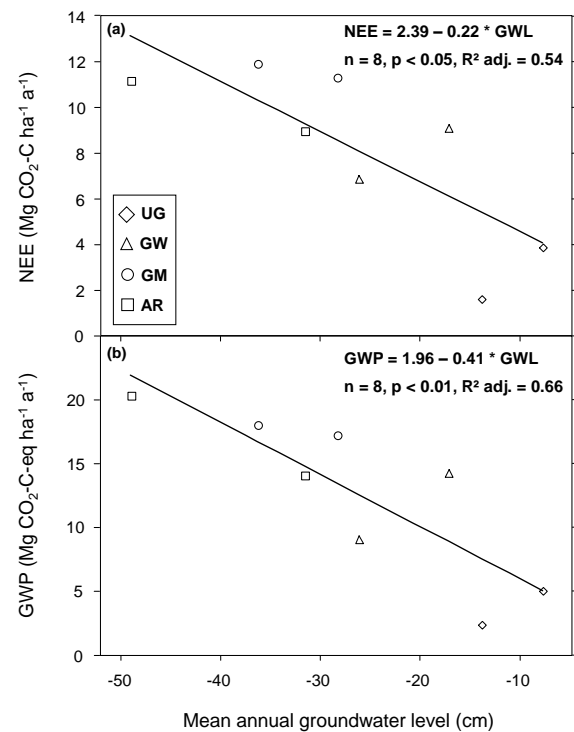 (a)
NEE = 2.39 – 0.22 * GWL
n = 8, p < 0.05, R² adj. = 0.54
14
12
10
8
6
4
2
0
NEE (Mg CO₂-C ha⁻¹ a⁻¹)
UG
GW
GM
AR
(b)
GWP = 1.96 – 0.41 * GWL
n = 8, p < 0.01, R² adj. = 0.66
20
15
10
5
0
GWP (Mg CO₂-C-eq ha⁻¹ a⁻¹)
-50 -40 -30 -20 -10
Mean annual groundwater level (cm)